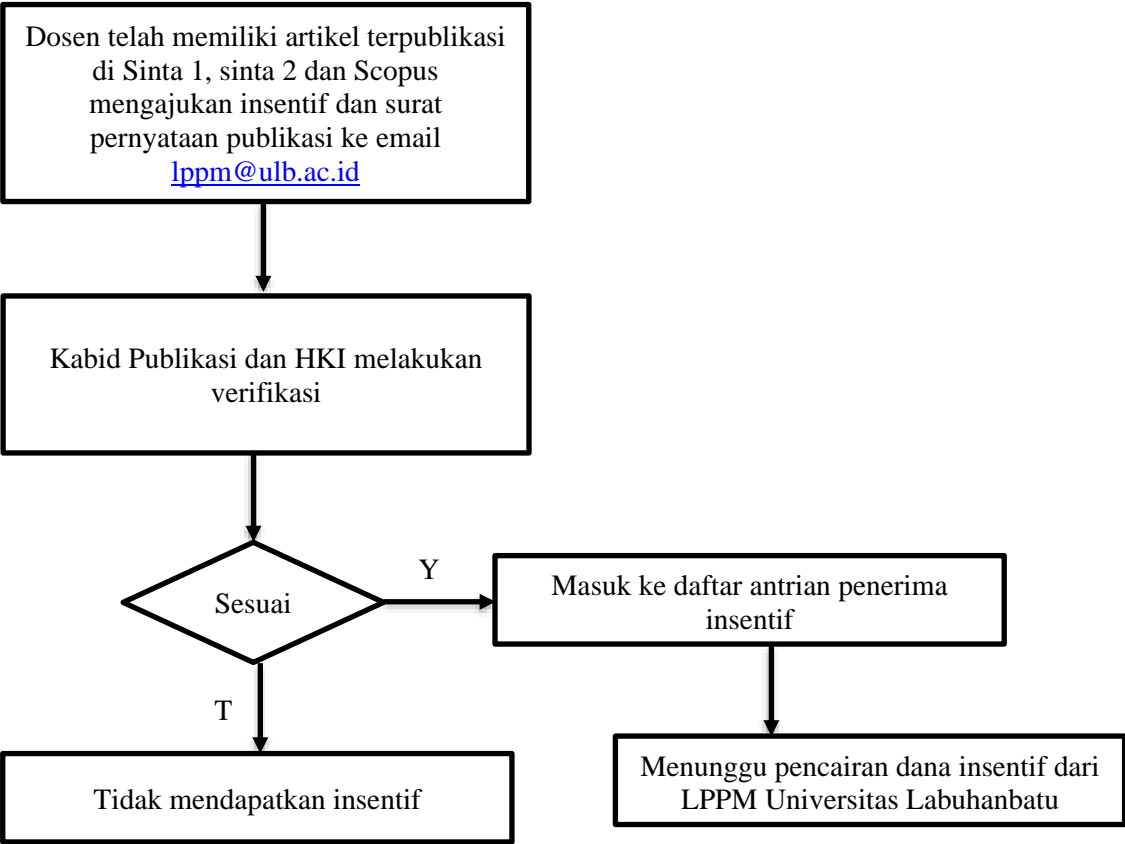 Dosen telah memiliki artikel terpublikasi
di Sinta 1, sinta 2 dan Scopus
mengajukan insentif dan surat
pernyataan publikasi ke email
lppm@ulb.ac.id
Kabid Publikasi dan HKI melakukan
verifikasi
Sesuai
Y
Masuk ke daftar antrian penerima
insentif
T
Tidak mendapatkan insentif
Menunggu pencairan dana insentif dari
LPPM Universitas Labuhanbatu